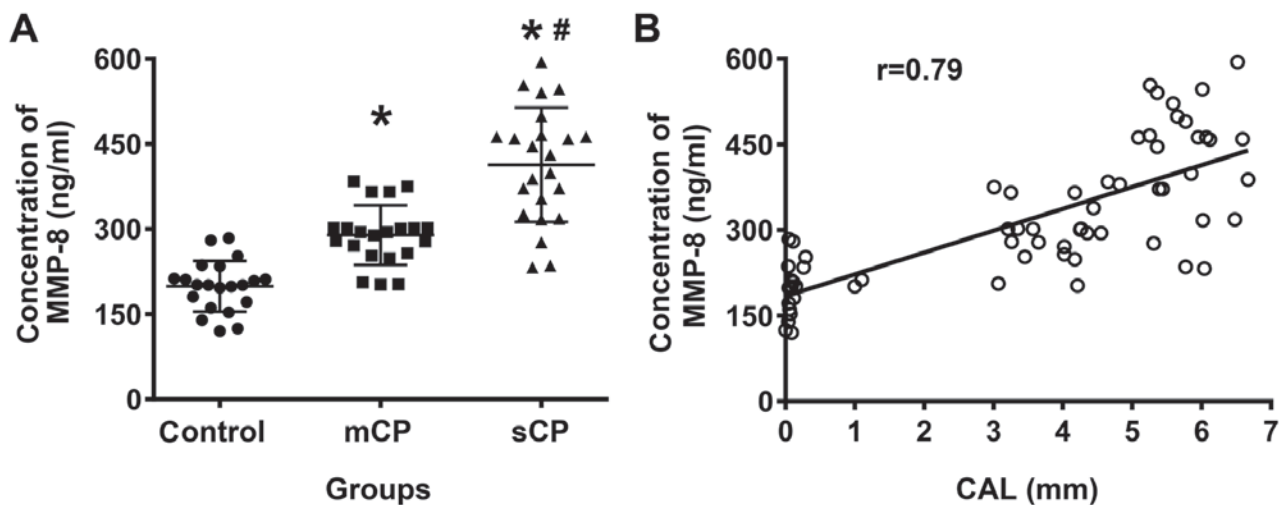 A
Concentration of
MMP-8 (ng/ml)
600
450
300
150
0
*
* #
Control mCP sCP
Groups
B
Concentration of
MMP-8 (ng/ml)
600
450
300
150
0
r=0.79
0 1 2 3 4 5 6 7
CAL (mm)